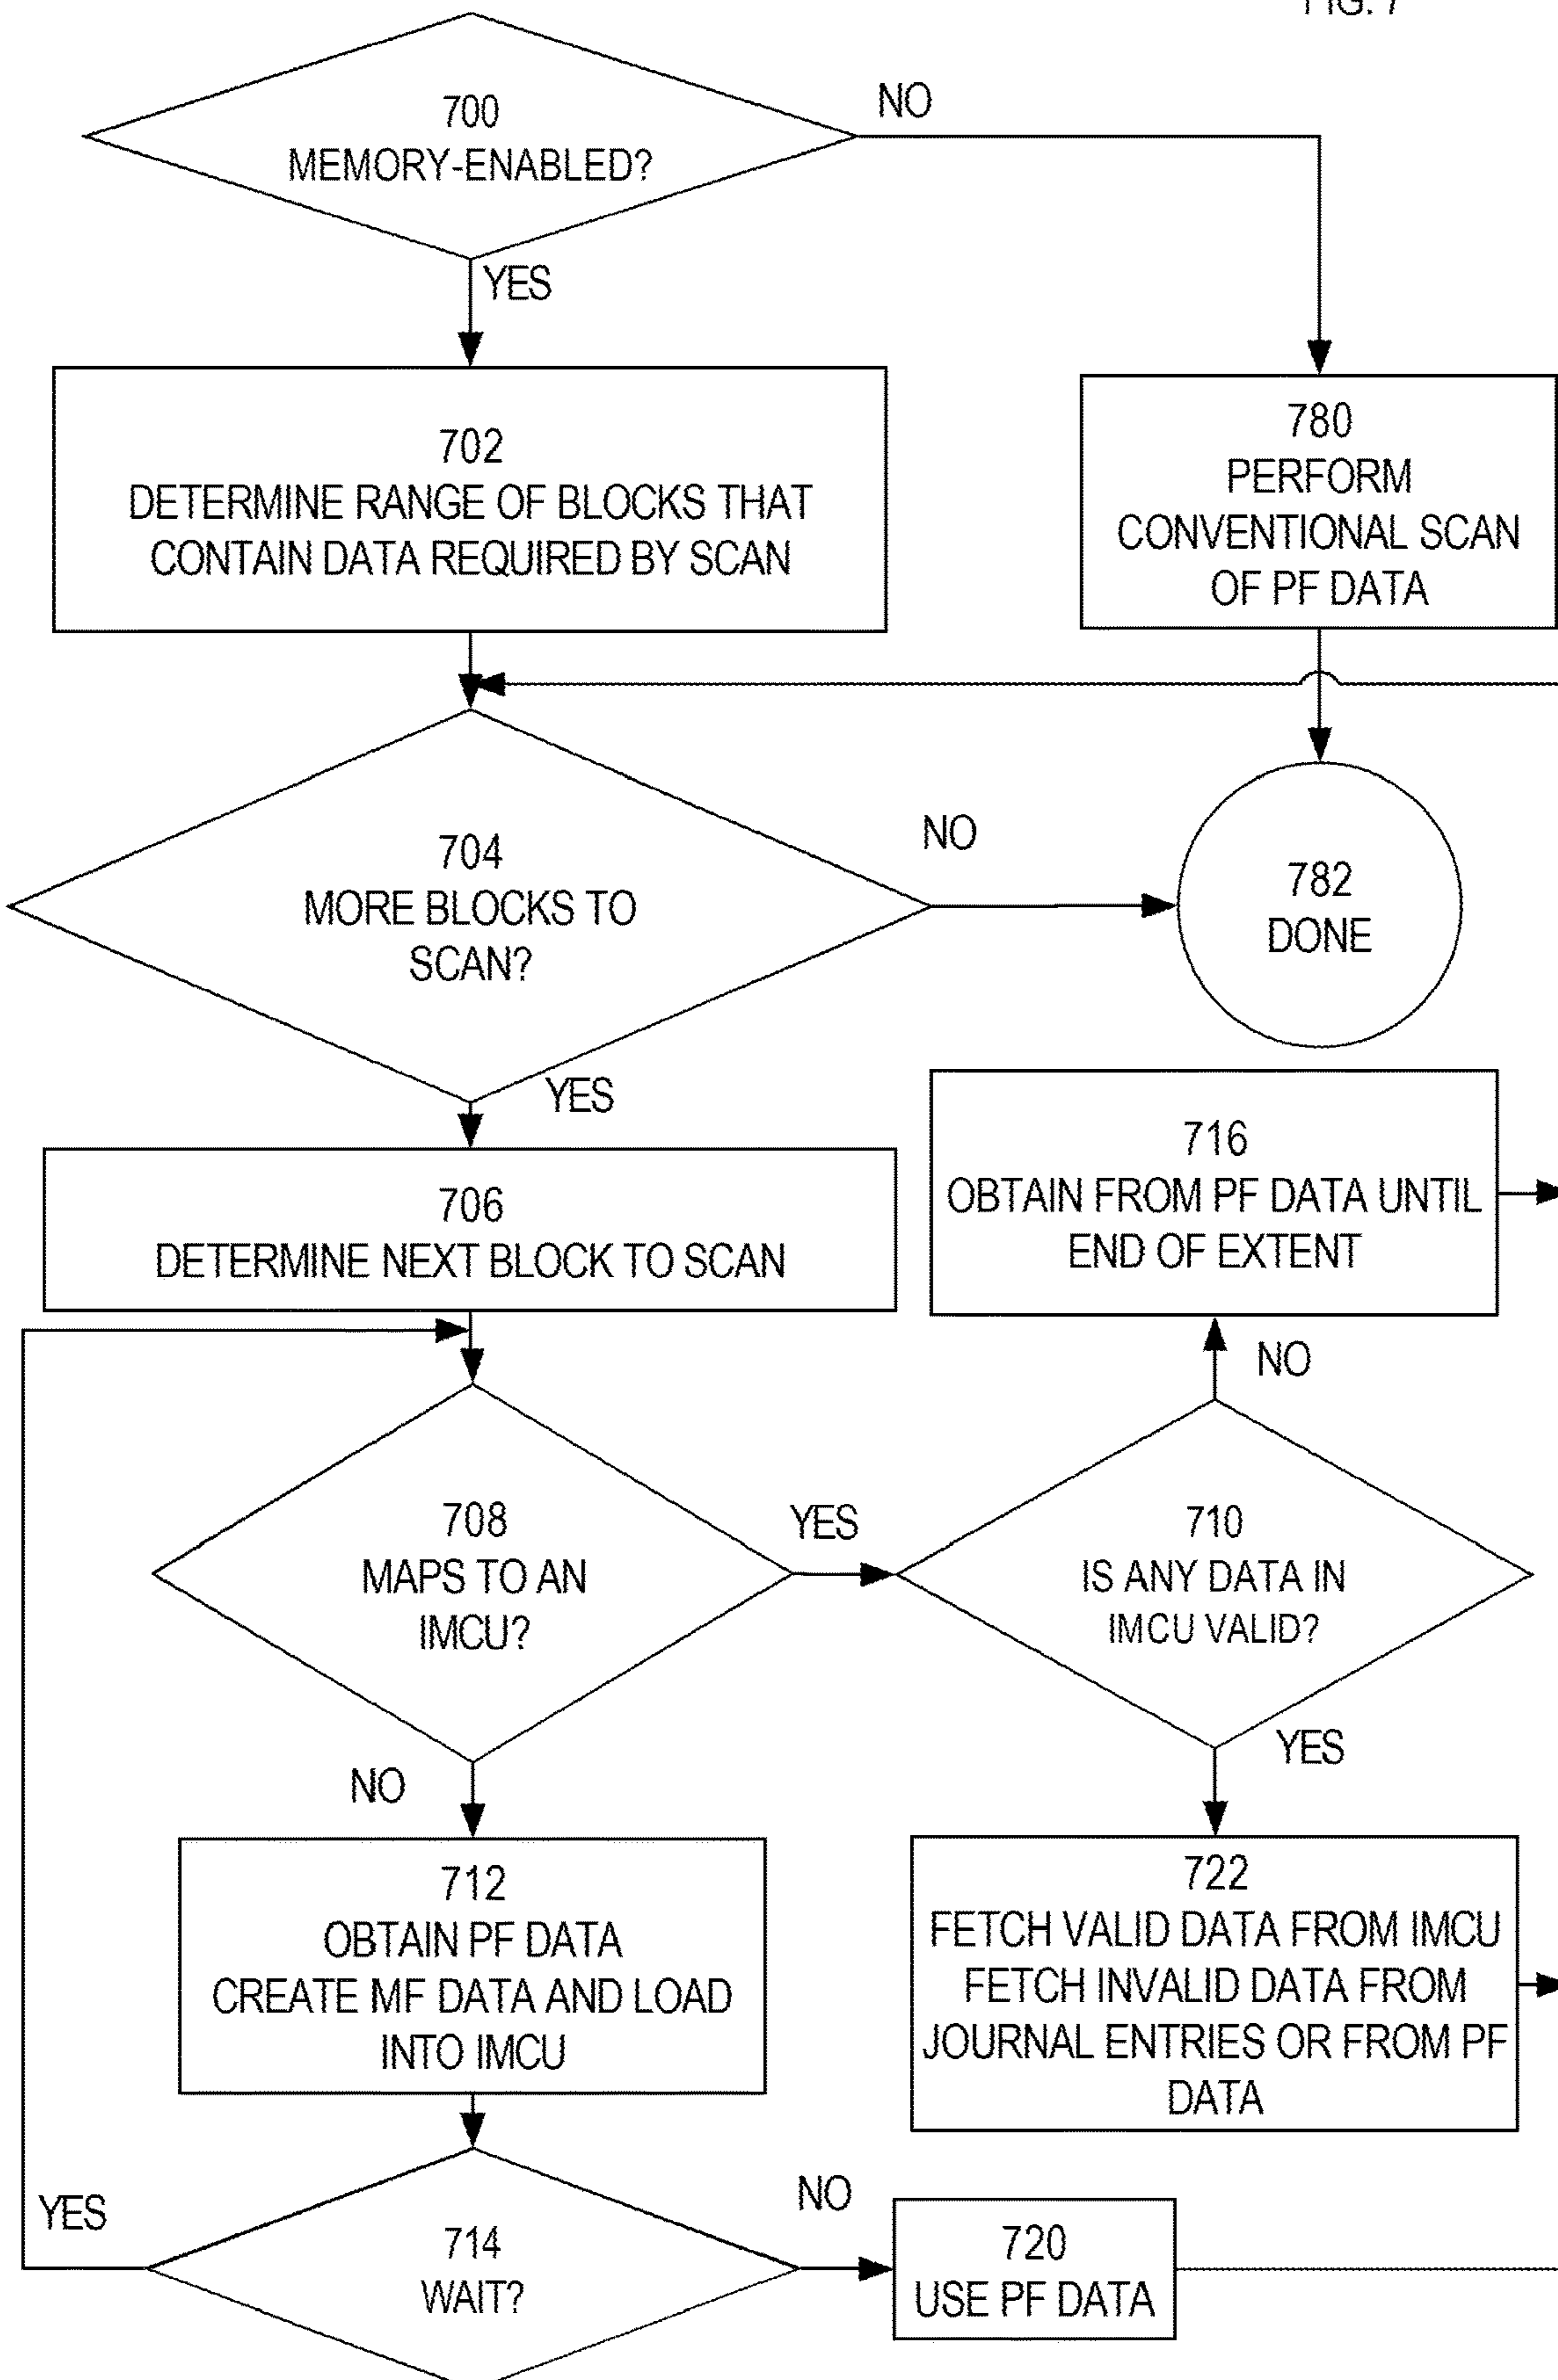 FIG. 7
700
MEMORY-ENABLED?
NO
YES
702
DETERMINE RANGE OF BLOCKS THAT
CONTAIN DATA REQUIRED BY SCAN
780
PERFORM
CONVENTIONAL SCAN
OF PF DATA
704
MORE BLOCKS TO
SCAN?
NO
782
DONE
YES
706
DETERMINE NEXT BLOCK TO SCAN
716
OBTAIN FROM PF DATA UNTIL
END OF EXTENT
NO
708
MAPS TO AN
IMCU?
YES
710
IS ANY DATA IN
IMCU VALID?
YES
NO
712
OBTAIN PF DATA
CREATE MF DATA AND LOAD
INTO IMCU
722
FETCH VALID DATA FROM IMCU
FETCH INVALID DATA FROM
JOURNAL ENTRIES OR FROM PF
DATA
YES
714
WAIT?
NO
720
USE PF DATA